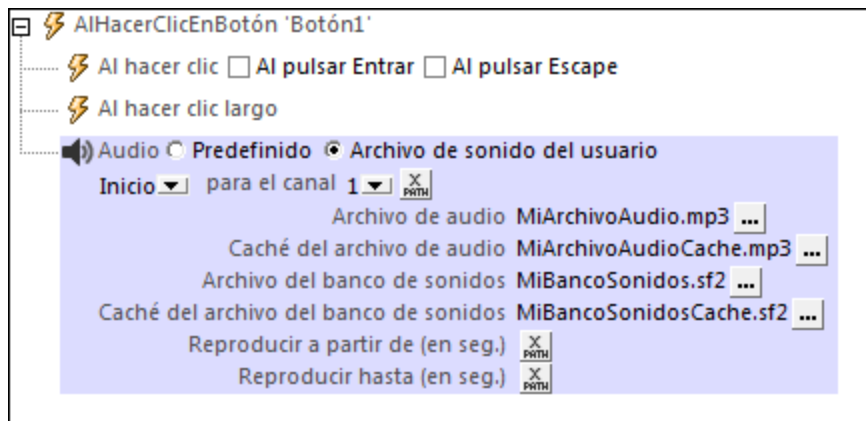 AlHacerClicEnBotón 'Botón1'
Al hacer clic Al pulsar Entrar Al pulsar Escape
Al hacer clic largo
Audio Predefinido Archivo de sonido del usuario
Inicio para el canal 1 XPATH
Archivo de audio MiArchivoAudio.mp3 ...
Caché del archivo de audio MiArchivoAudioCache.mp3 ...
Archivo del banco de sonidos MiBancoSonidos.sf2 ...
Caché del archivo del banco de sonidos MiBancoSonidosCache.sf2 ...
Reproducir a partir de (en seg.) XPATH
Reproducir hasta (en seg.) XPATH